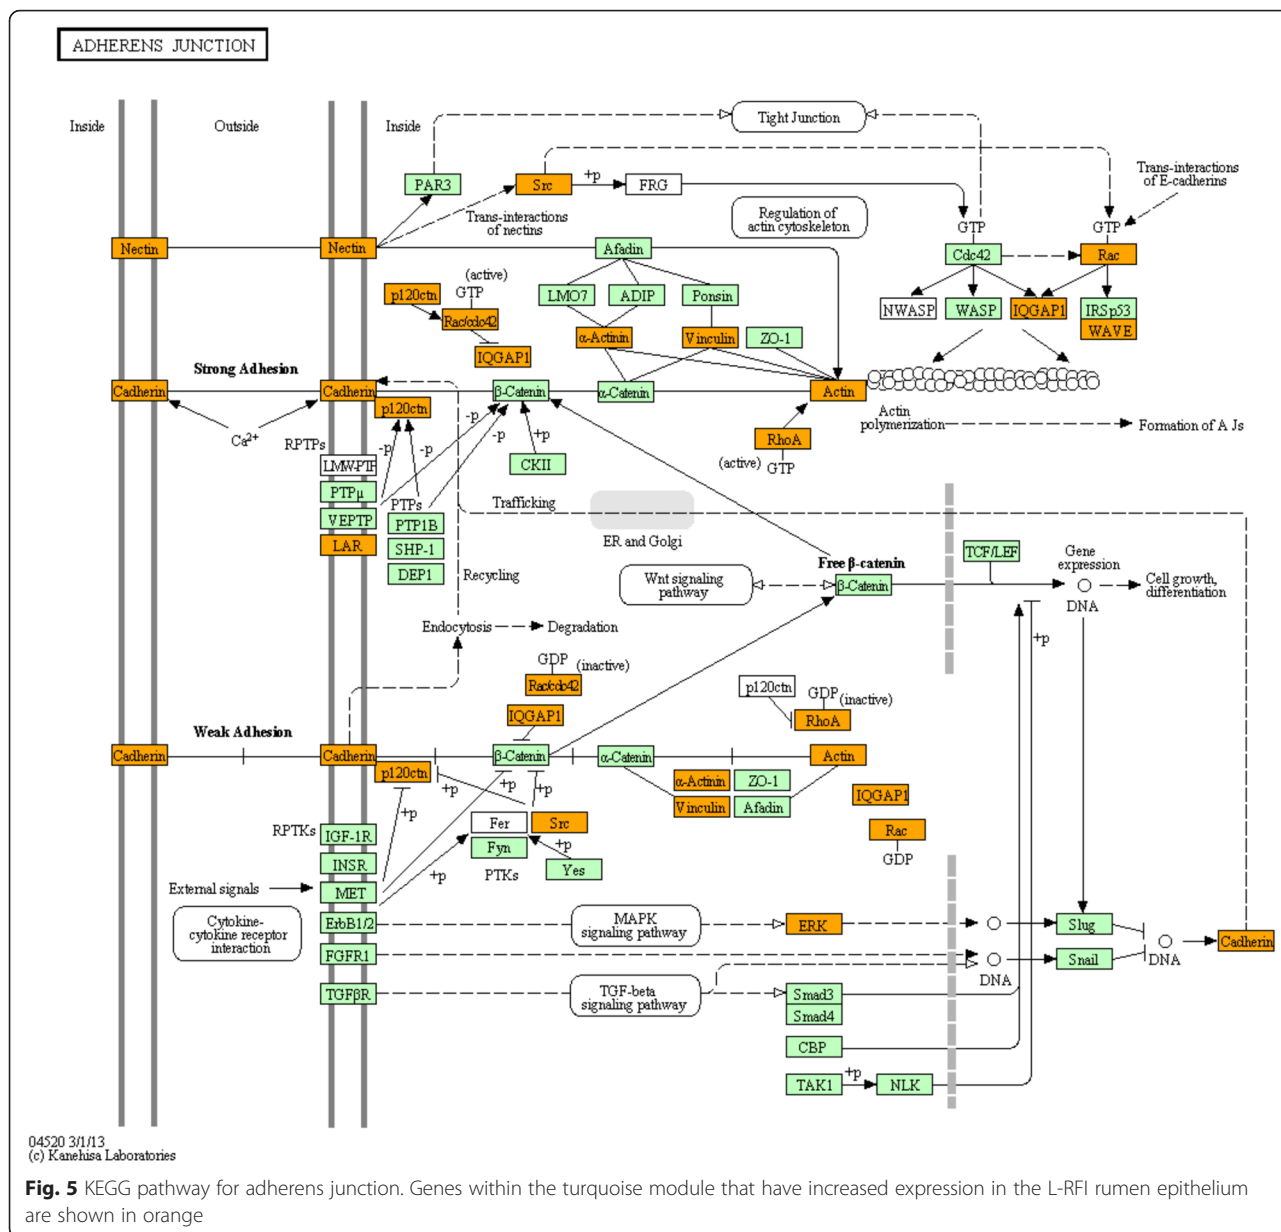 ADHERENS JUNCTION
Inside
Outside
Inside
Tight Junction
PAR3
Src
+p
FRG
Trans-interactions
of E-cadherins
Trans-interactions
of nectins
Regulation of
actin cytoskeleton
GTP
GTP
Nectin
Nectin
Afadin
Cdc42
Rac
(active)
p120ctn
GTP
LMO7
ADIP
Ponsin
NWASP
WASP
IQGAP1
IRSp53
WAVE
Rac/cdc42
α-Actinin
Vinculin
ZO-1
IQGAP1
Strong Adhesion
Cadherin
Cadherin
β-Catenin
α-Catenin
Actin
p120ctn
-p
-p
-p
-p
+p
Ca2+
RPTPs
Actin
polymerization
Formation of A Js
RhoA
(active)
GTP
LMW-PTP
CKII
PTPμ
PTPs
Trafficking
VEPTP
PTP1B
LAR
SHP-1
DEP1
ER and Golgi
Recycling
Free β-catenin
TCF/LEF
Gene
expression
Wnt signaling
pathway
β-Catenin
DNA
Cell growth,
differentiation
Endocytosis
Degradation
+p
GDP
(inactive)
Rac/cdc42
p120ctn
GDP
(inactive)
IQGAP1
RhoA
Weak Adhesion
Cadherin
Cadherin
β-Catenin
α-Catenin
Actin
p120ctn
+p
+p
+p
+p
α-Actinin
ZO-1
Vinculin
Afadin
IQGAP1
RPTKs
IGF-1R
Fer
Src
Rac
Fyn
+p
GDP
INSR
PTKs
Yes
+p
External signals
MET
Cytokine-
cytokine receptor
interaction
ErbB1/2
MAPK
signaling pathway
ERK
Slug
FGFR1
DNA
Snail
DNA
Cadherin
TGFβR
TGF-beta
signaling pathway
Smad3
Smad4
CBP
TAK1
+p
NLK
04520 3/1/13
(c) Kanehisa Laboratories
Fig. 5 KEGG pathway for adherens junction. Genes within the turquoise module that have increased expression in the L-RFI rumen epithelium
are shown in orange